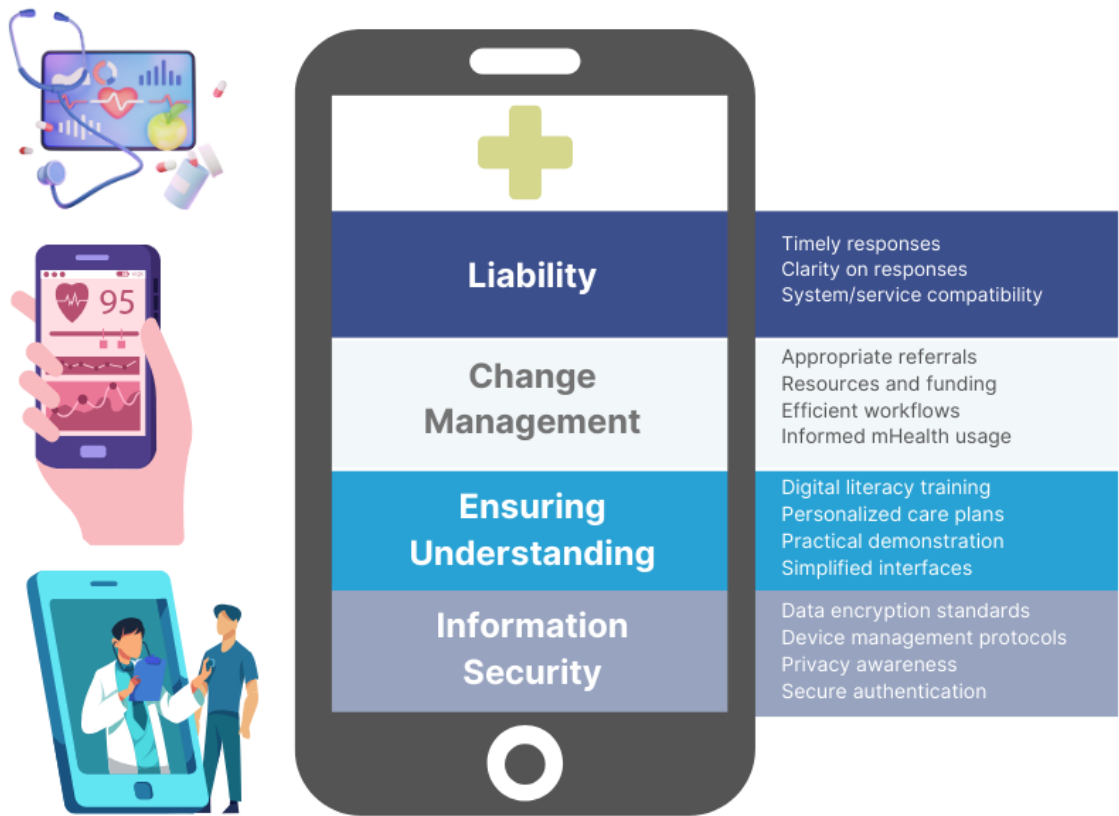 95
Liability
Timely responses
Clarity on responses
System/service compatibility
Change
Management
Appropriate referrals
Resources and funding
Efficient workflows
Informed mHealth usage
Ensuring
Understanding
Digital literacy training
Personalized care plans
Practical demonstration
Simplified interfaces
Information
Security
Data encryption standards
Device management protocols
Privacy awareness
Secure authentication